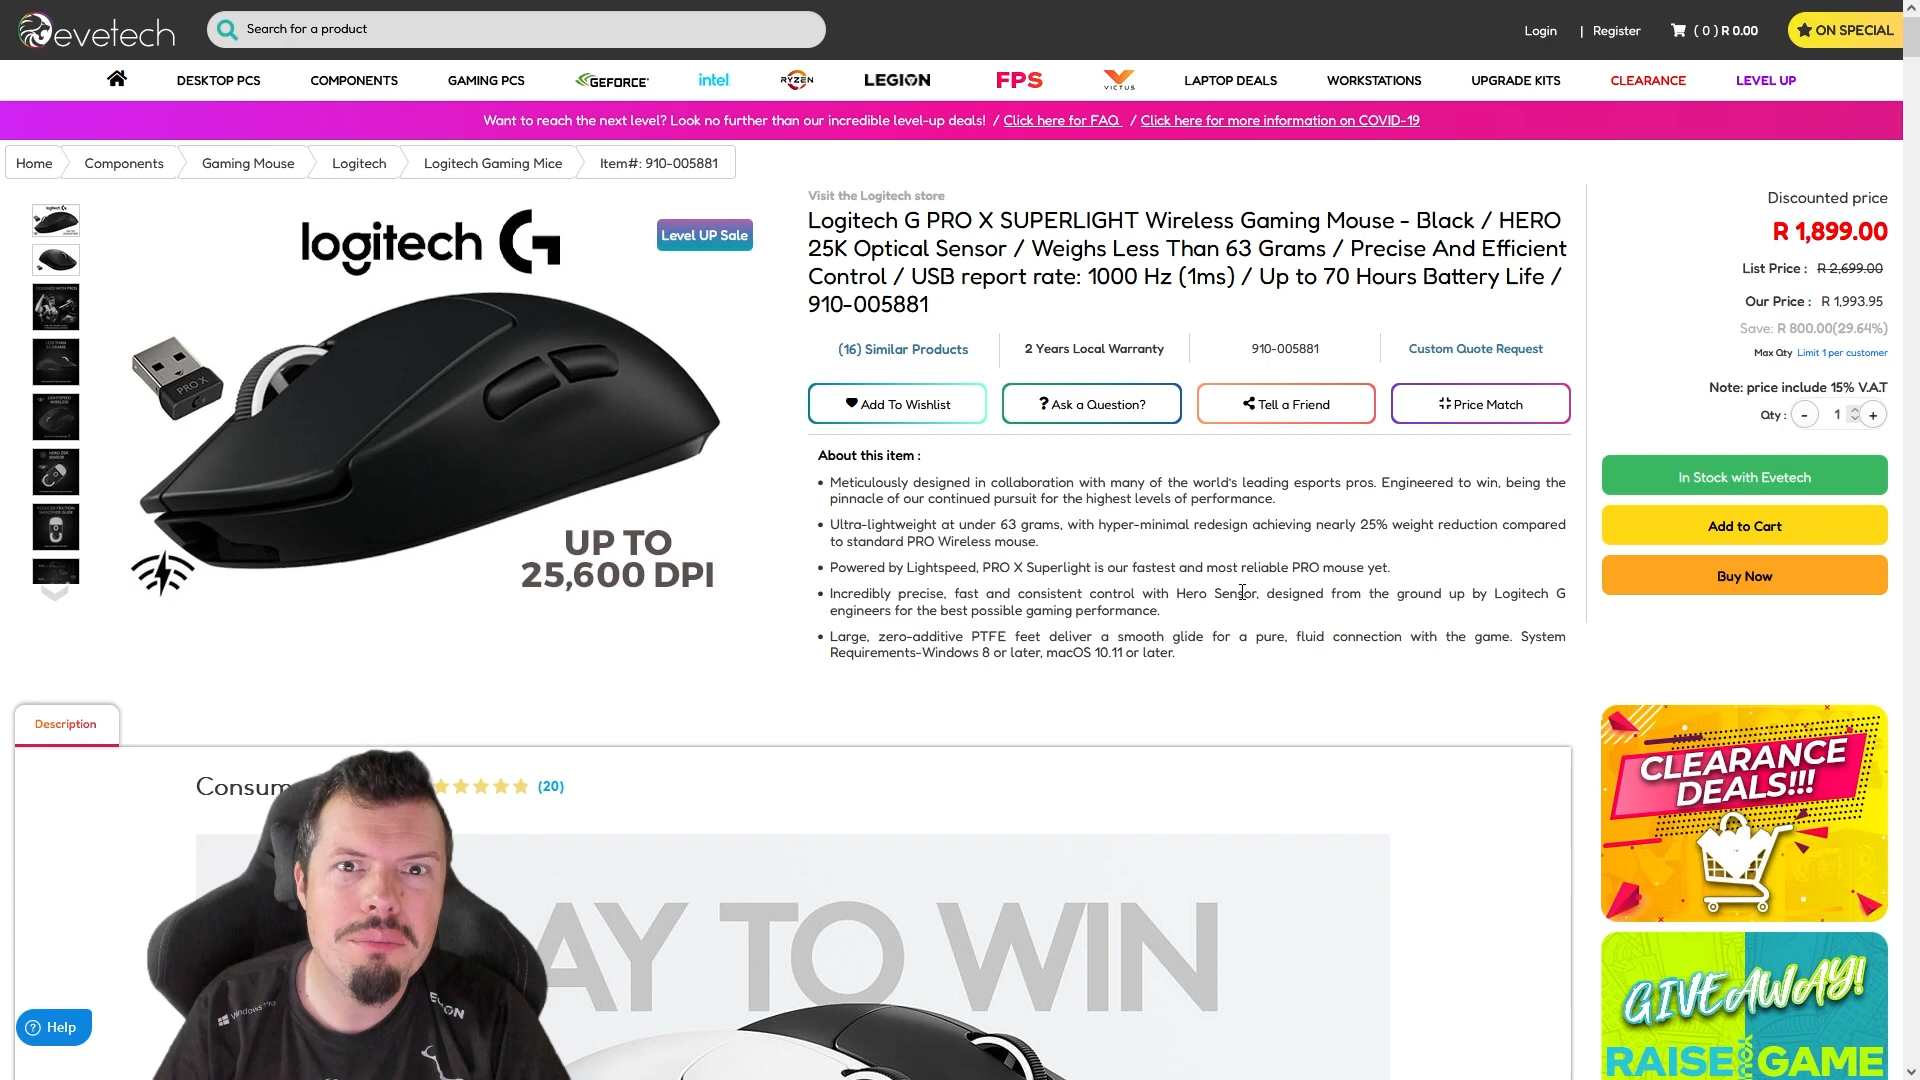 evetech
Search for a product
Login | Register ( 0 ) R 0.00 ON SPECIAL
DESKTOP PCS COMPONENTS GAMING PCS GEFORCE intel RYZEN LEGION FPS VICTUS LAPTOP DEALS WORKSTATIONS UPGRADE KITS CLEARANCE LEVEL UP
Want to reach the next level? Look no further than our incredible level-up deals! / Click here for FAQ / Click here for more information on COVID-19
Home Components Gaming Mouse Logitech Logitech Gaming Mice Item#: 910-005881
logitech G
Level UP Sale
PRO X
UP TO
25,600 DPI
Visit the Logitech store
Logitech G PRO X SUPERLIGHT Wireless Gaming Mouse - Black / HERO
25K Optical Sensor / Weighs Less Than 63 Grams / Precise And Efficient
Control / USB report rate: 1000 Hz (1ms) / Up to 70 Hours Battery Life /
910-005881
(16) Similar Products 2 Years Local Warranty 910-005881 Custom Quote Request
Add To Wishlist ? Ask a Question? Tell a Friend Price Match
About this item :
• Meticulously designed in collaboration with many of the world's leading esports pros. Engineered to win, being the
pinnacle of our continued pursuit for the highest levels of performance.
• Ultra-lightweight at under 63 grams, with hyper-minimal redesign achieving nearly 25% weight reduction compared
to standard PRO Wireless mouse.
• Powered by Lightspeed, PRO X Superlight is our fastest and most reliable PRO mouse yet.
• Incredibly precise, fast and consistent control with Hero Sensor, designed from the ground up by Logitech G
engineers for the best possible gaming performance.
• Large, zero-additive PTFE feet deliver a smooth glide for a pure, fluid connection with the game. System
Requirements-Windows 8 or later, macOS 10.11 or later.
Discounted price
R 1,899.00
List Price : R 2,699.00
Our Price : R 1,993.95
Save: R 800.00(29.64%)
Max Qty Limit 1 per customer
Note: price include 15% V.A.T
Qty : - 1 +
In Stock with Evetech
Add to Cart
Buy Now
Description
Consum
(20)
AY TO WIN
Windows Pro
Help
CLEARANCE
DEALS!!!
GIVEAWAY!
RAISE YOUR GAME